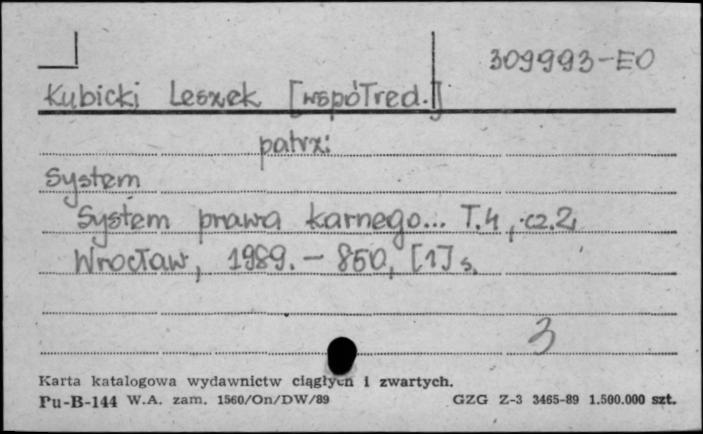 309993-EO
Kubicki Leszek [współred.]
patrz:
System
System prawa karnego... T.4, cz.2,
Wrocław, 1989. – 850, [1] s.
3
Karta katalogowa wydawnictw ciągłych i zwartych.
Pu-B-144 W.A. zam. 1560/On/DW/89 GZG Z-3 3465-89 1.500.000 szt.